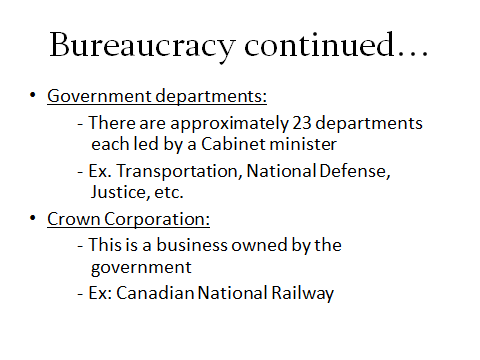 Bureaucracy continued…
• Government departments:
- There are approximately 23 departments
each led by a Cabinet minister
- Ex. Transportation, National Defense,
Justice, etc.
• Crown Corporation:
- This is a business owned by the
government
- Ex: Canadian National Railway